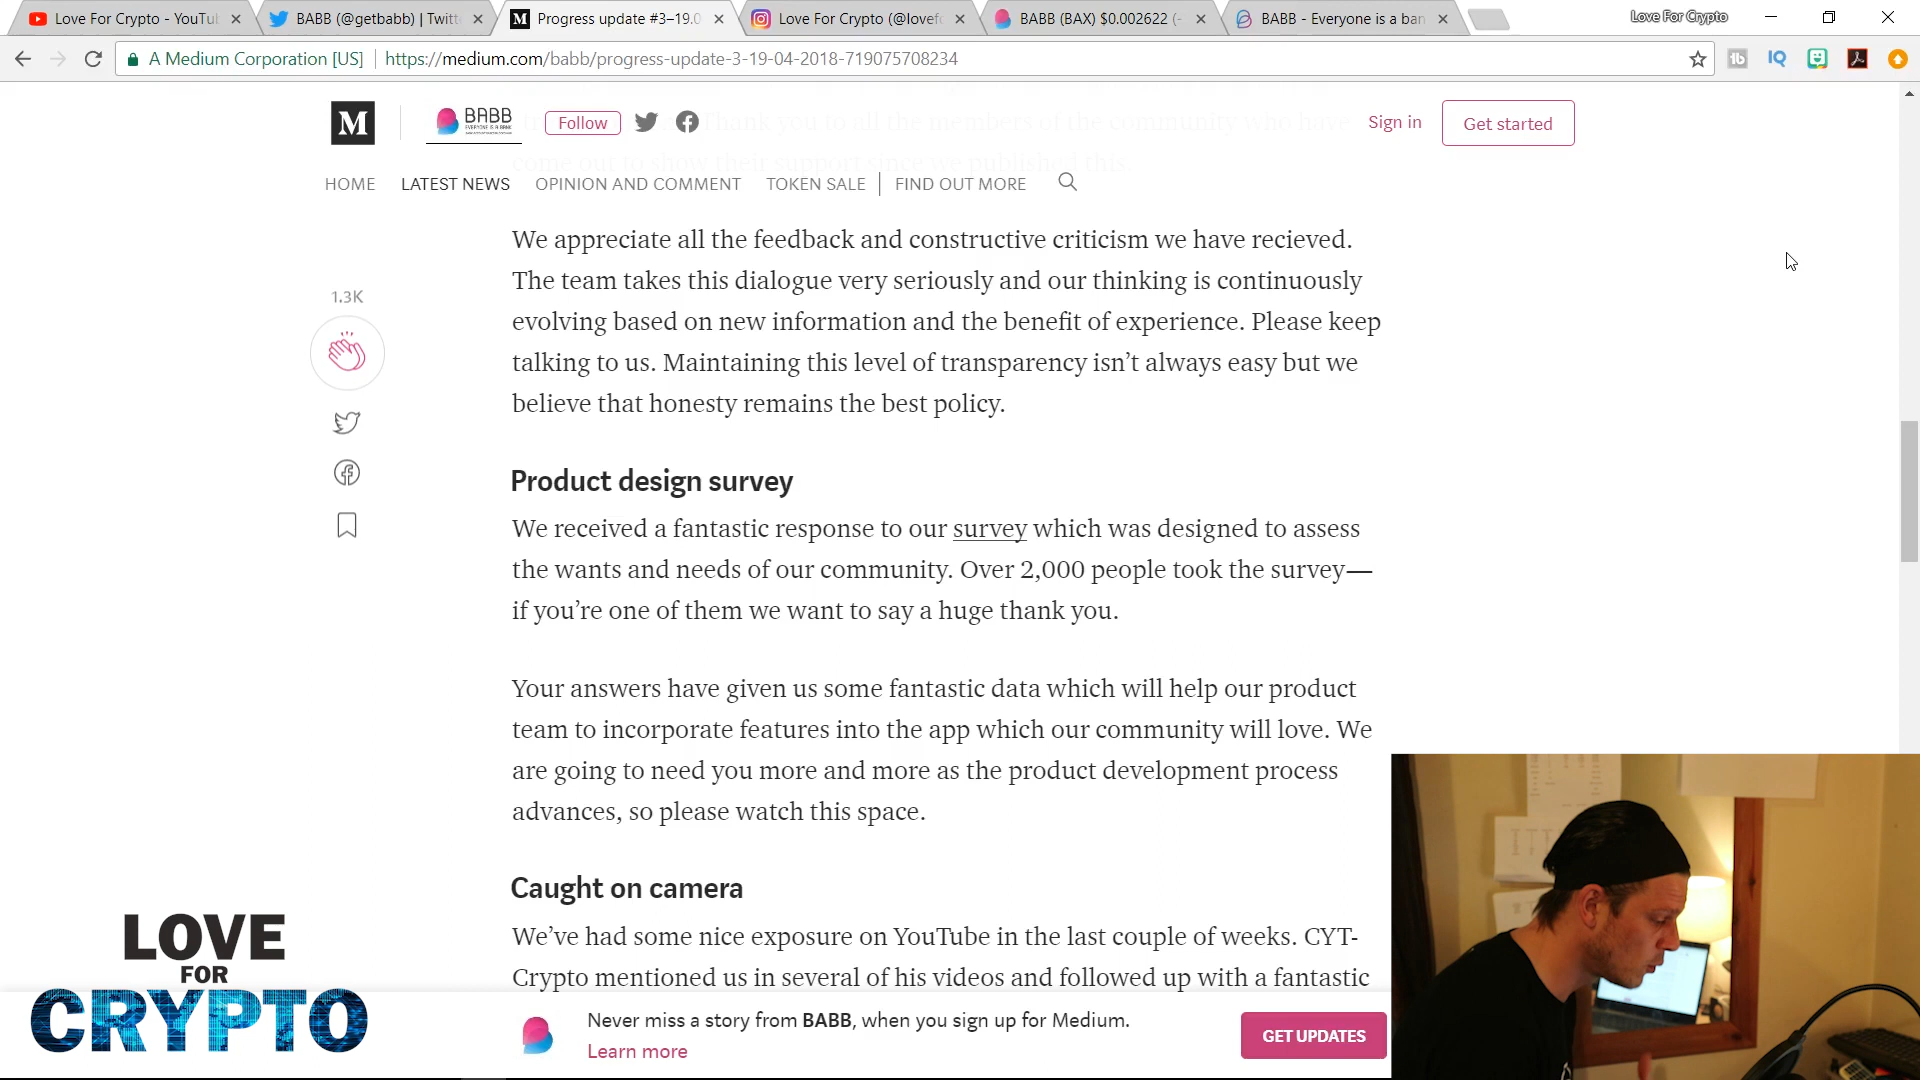 Love For Crypto - YouTu
BABB (@getbabb) | Twitt
Progress update #3–19.0
Love For Crypto (@lovef
BABB (BAX) $0.002622 (-
BABB - Everyone is a ban
Love For Crypto
A Medium Corporation [US]
https://medium.com/babb/progress-update-3-19-04-2018-719075708234
M
BABB
EVERYONE IS A BANK
Follow
Thank you to all the members of the community who have
Sign in
Get started
come out to show their support since we published this.
HOME
LATEST NEWS
OPINION AND COMMENT
TOKEN SALE
FIND OUT MORE
We appreciate all the feedback and constructive criticism we have recieved.
The team takes this dialogue very seriously and our thinking is continuously
evolving based on new information and the benefit of experience. Please keep
talking to us. Maintaining this level of transparency isn’t always easy but we
believe that honesty remains the best policy.
1.3K
Product design survey
We received a fantastic response to our survey which was designed to assess
the wants and needs of our community. Over 2,000 people took the survey—
if you’re one of them we want to say a huge thank you.
Your answers have given us some fantastic data which will help our product
team to incorporate features into the app which our community will love. We
are going to need you more and more as the product development process
advances, so please watch this space.
Caught on camera
We’ve had some nice exposure on YouTube in the last couple of weeks. CYT-
Crypto mentioned us in several of his videos and followed up with a fantastic
LOVE
FOR
CRYPTO
Never miss a story from BABB, when you sign up for Medium.
Learn more
GET UPDATES